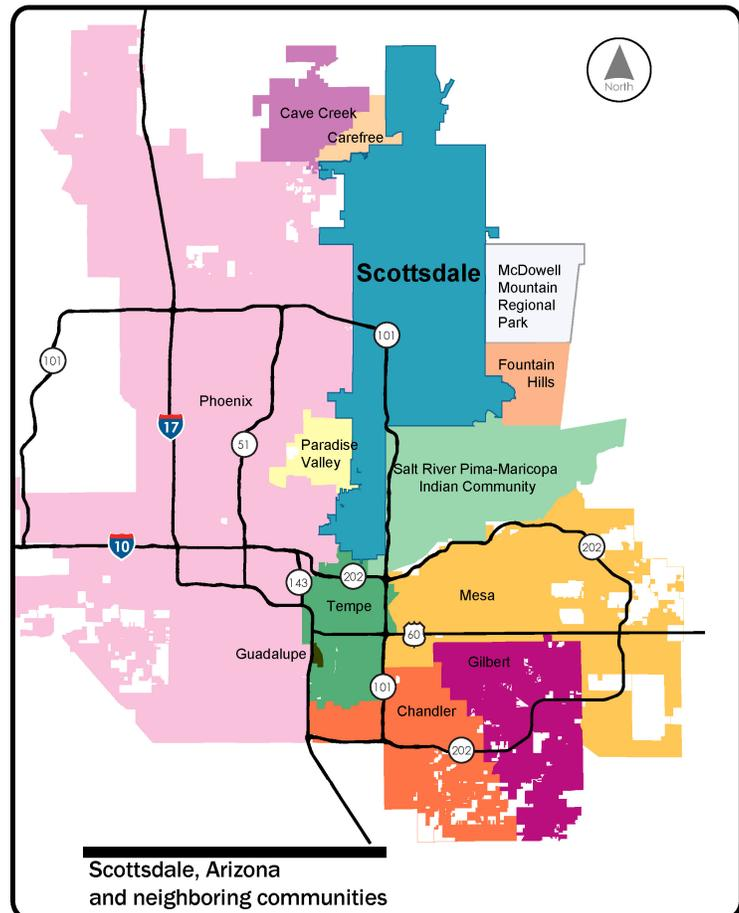 North
Cave Creek
Carefree
Scottsdale
McDowell
Mountain
Regional
Park
101
101
Fountain
Hills
Phoenix
17
51
Paradise
Valley
Salt River Pima-Maricopa
Indian Community
10
202
143
202
Tempe
Mesa
60
Guadalupe
Gilbert
101
Chandler
202
Scottsdale, Arizona
and neighboring communities